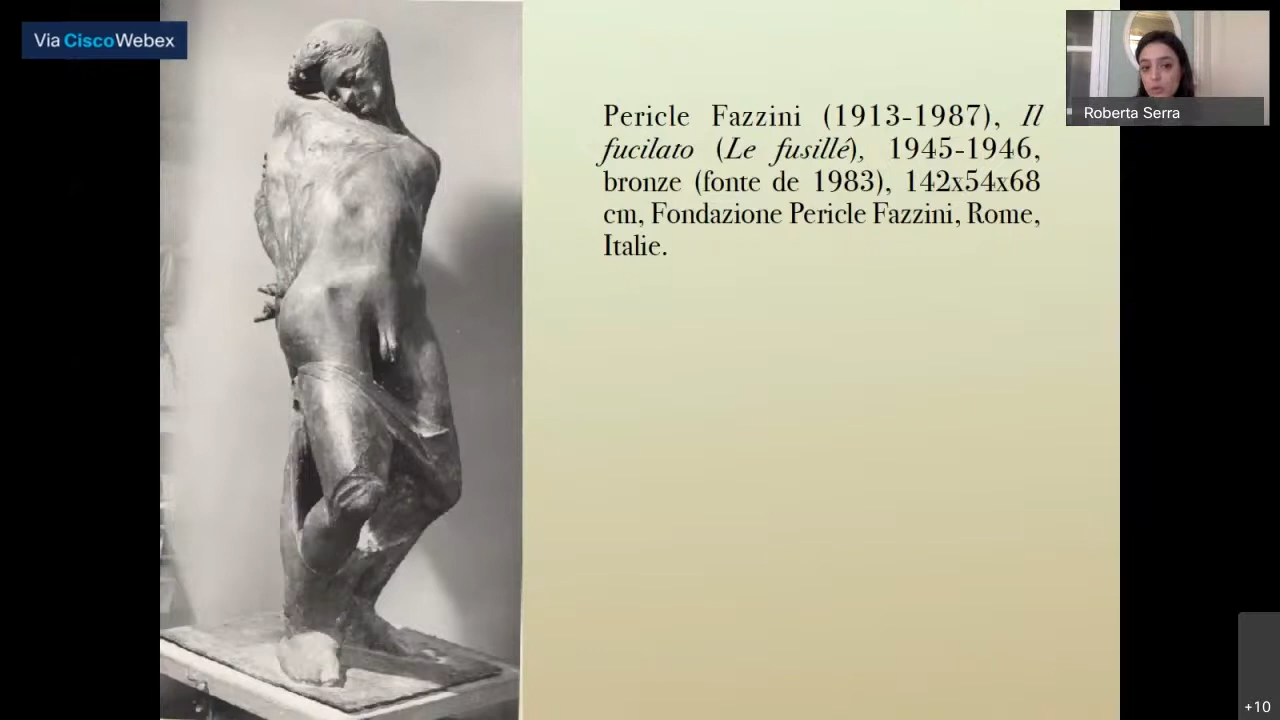 Via CiscoWebex
Pericle Fazzini (1913-1987), Il
fucilato (Le fusillé), 1945-1946,
bronze (fonte de 1983), 142x54x68
cm, Fondazione Pericle Fazzini, Rome,
Italie.
Roberta Serra
+10